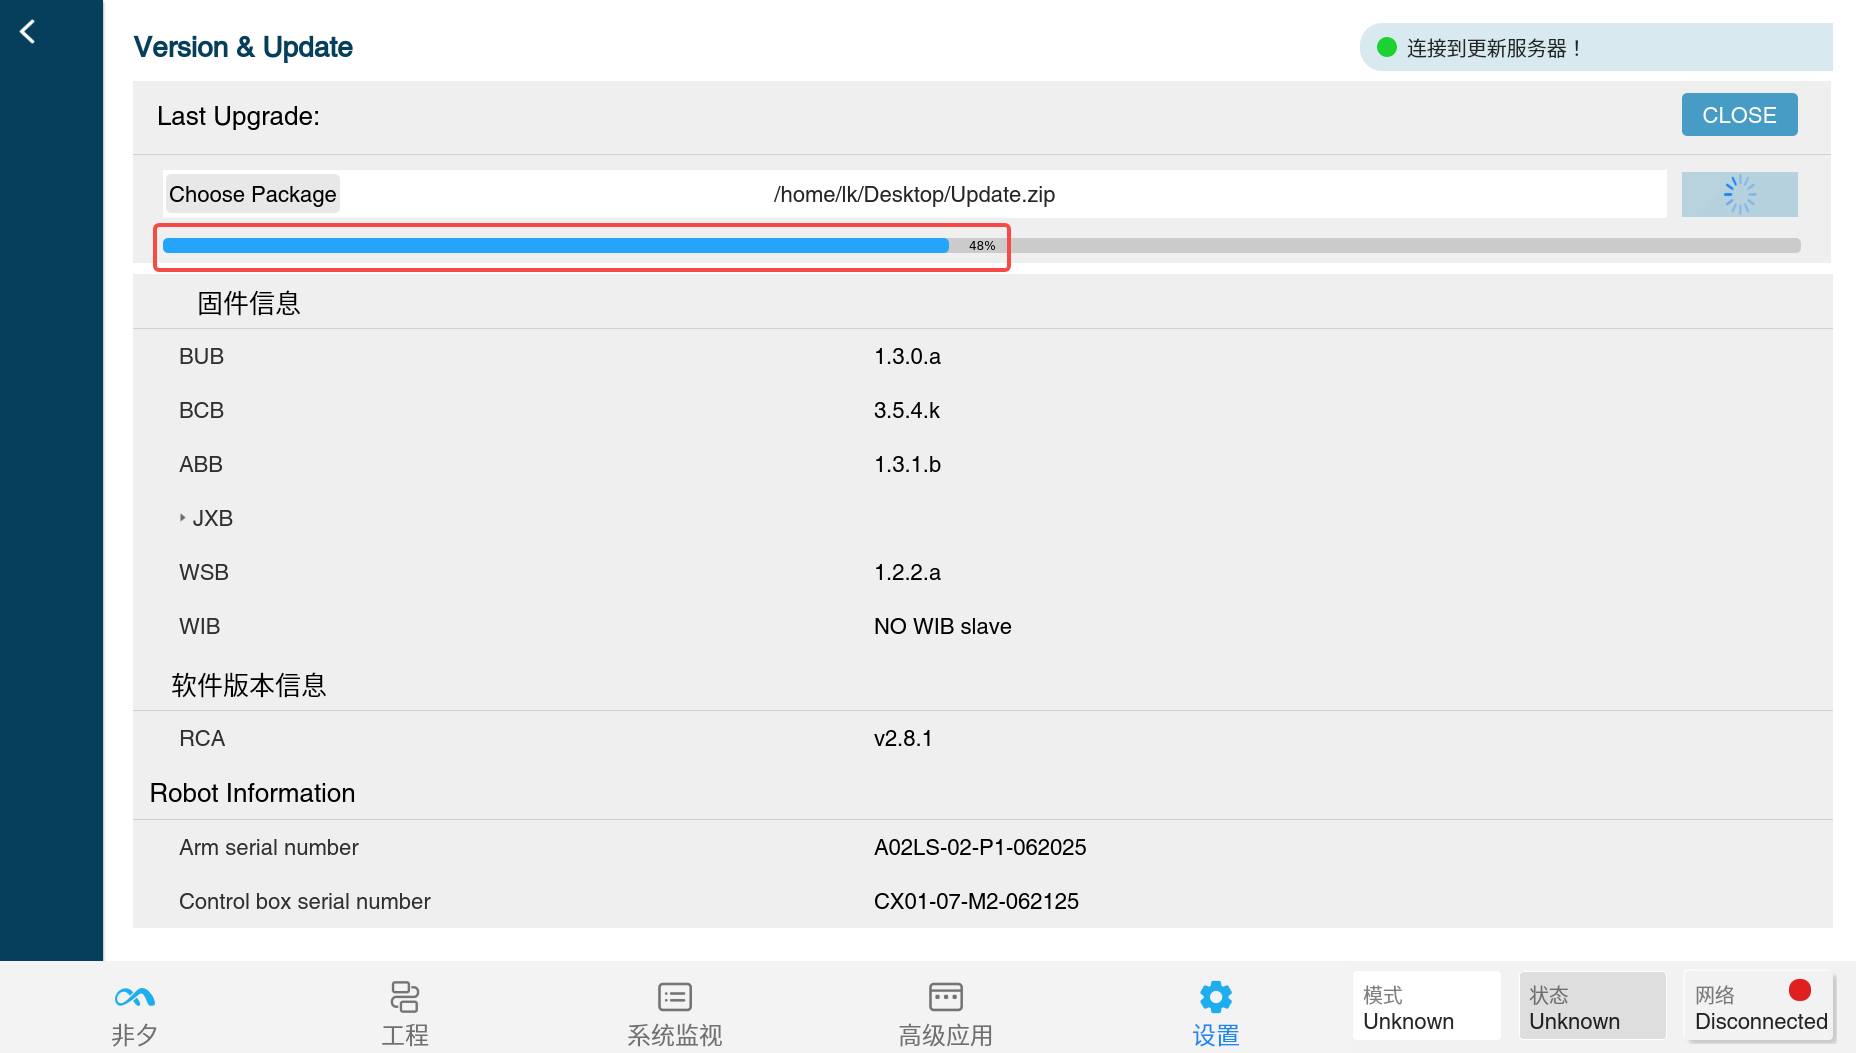 Version & Update
连接到更新服务器！
Last Upgrade:
CLOSE
Choose Package
/home/lk/Desktop/Update.zip
48%
固件信息
BUB 1.3.0.a
BCB 3.5.4.k
ABB 1.3.1.b
JXB
WSB 1.2.2.a
WIB NO WIB slave
软件版本信息
RCA v2.8.1
Robot Information
Arm serial number A02LS-02-P1-062025
Control box serial number CX01-07-M2-062125
非夕
工程
系统监视
高级应用
设置
模式
Unknown
状态
Unknown
网络
Disconnected